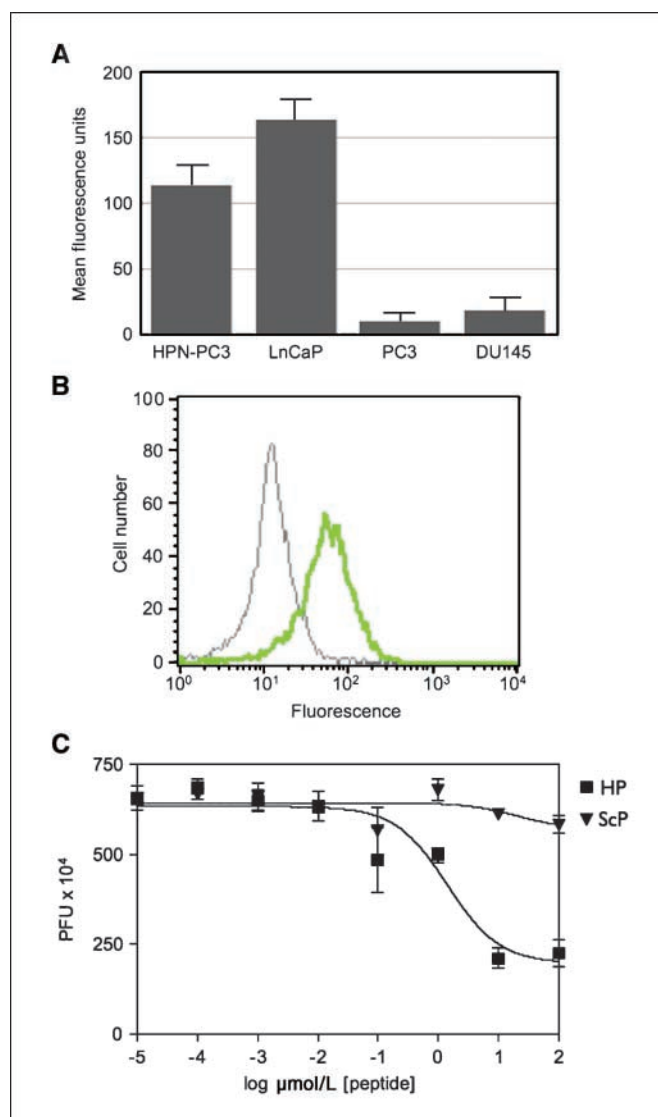 A
Mean fluorescence units
200
150
100
50
0
HPN-PC3 LnCaP PC3 DU145
B
Cell number
100
80
60
40
20
0
10⁰ 10¹ 10² 10³ 10⁴
Fluorescence
C
PFU x 10⁴
750
500
250
0
-5 -4 -3 -2 -1 0 1 2
log µmol/L [peptide]
HP
ScP